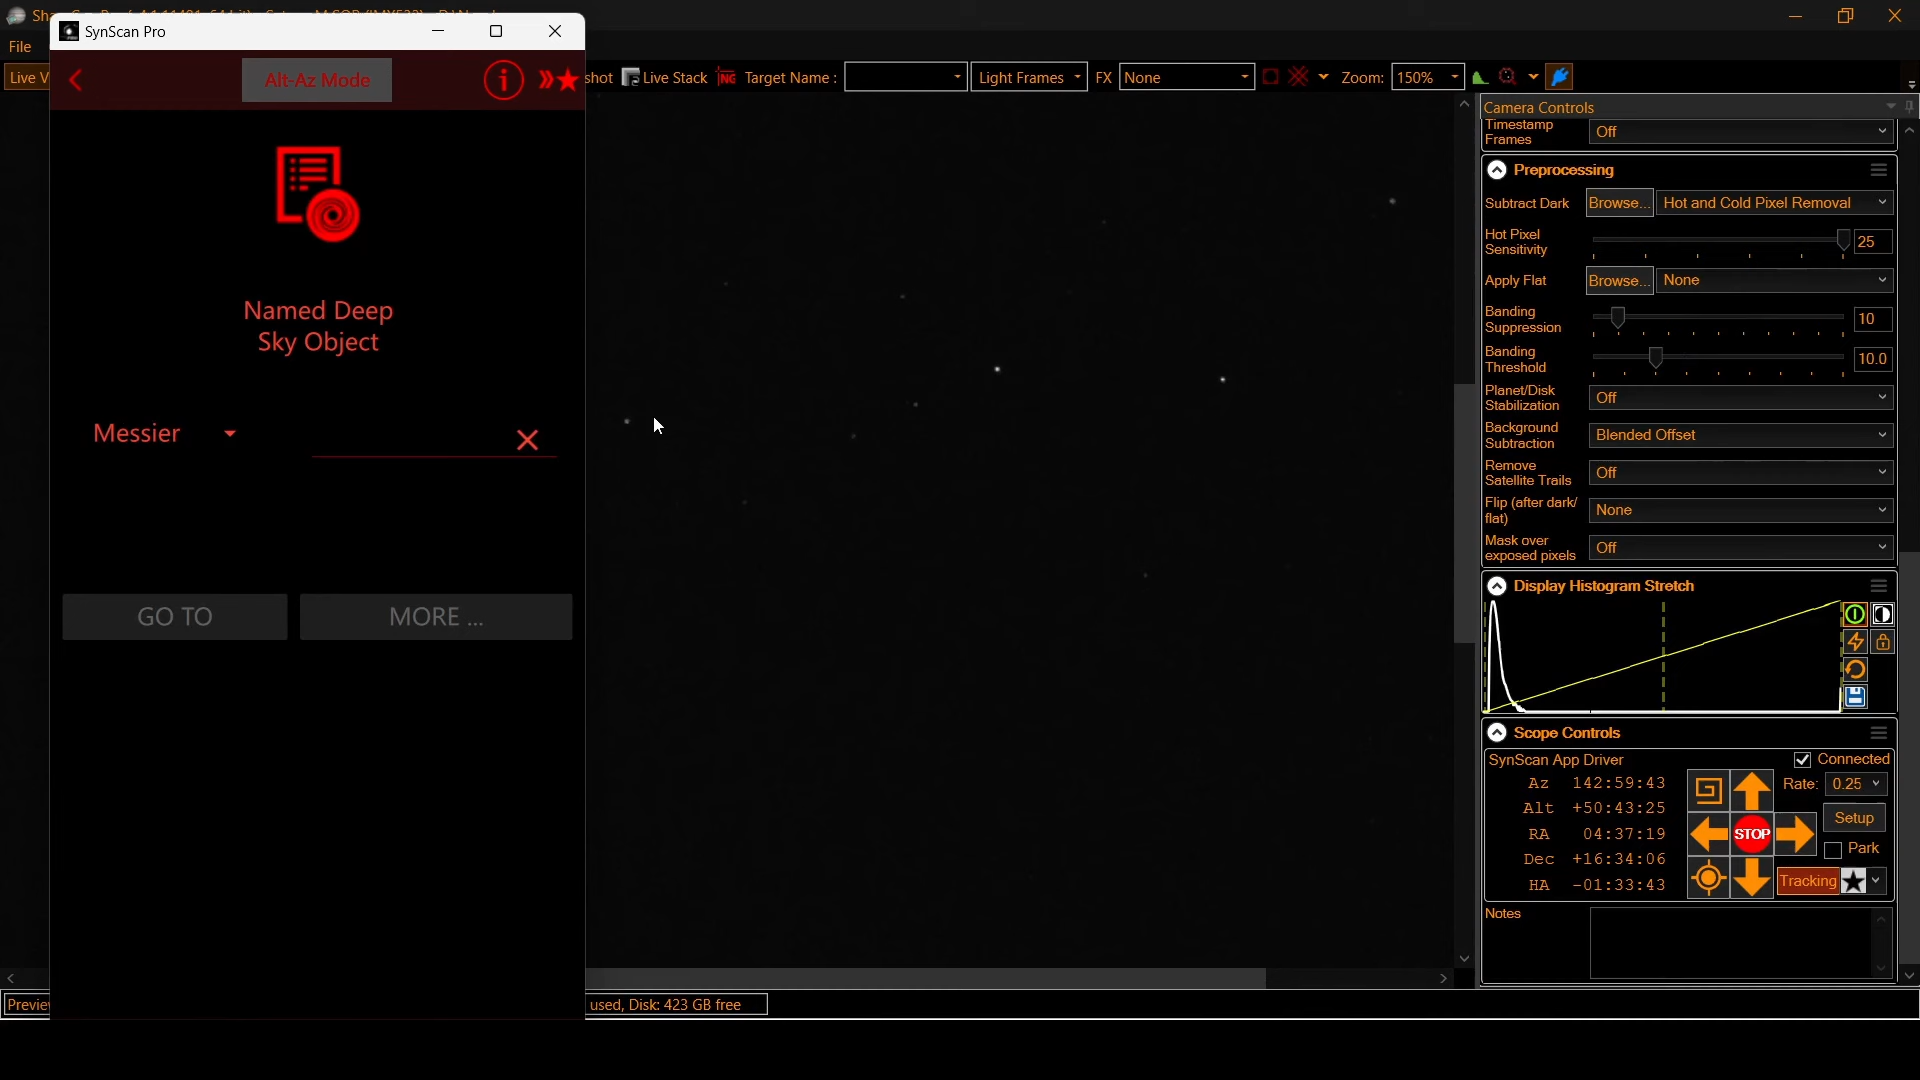 SynScan Pro
File
Live V
Alt-Az Mode
shot
Live Stack
Target Name :
Light Frames
FX
None
Zoom:
150%
Camera Controls
Timestamp
Frames
Off
Preprocessing
Subtract Dark
Browse...
Hot and Cold Pixel Removal
Hot Pixel
Sensitivity
25
Apply Flat
Browse...
None
Banding
Suppression
10
Banding
Threshold
10.0
Planet/Disk
Stabilization
Off
Background
Subtraction
Blended Offset
Remove
Satellite Trails
Off
Flip (after dark/
flat)
None
Mask over
exposed pixels
Off
Named Deep
Sky Object
Messier
GO TO
MORE ...
Display Histogram Stretch
Scope Controls
SynScan App Driver
Connected
Az 142:59:43
Alt +50:43:25
RA 04:37:19
Dec +16:34:06
HA -01:33:43
STOP
Rate: 0.25
Setup
Park
Tracking
Notes
Previe
used, Disk: 423 GB free